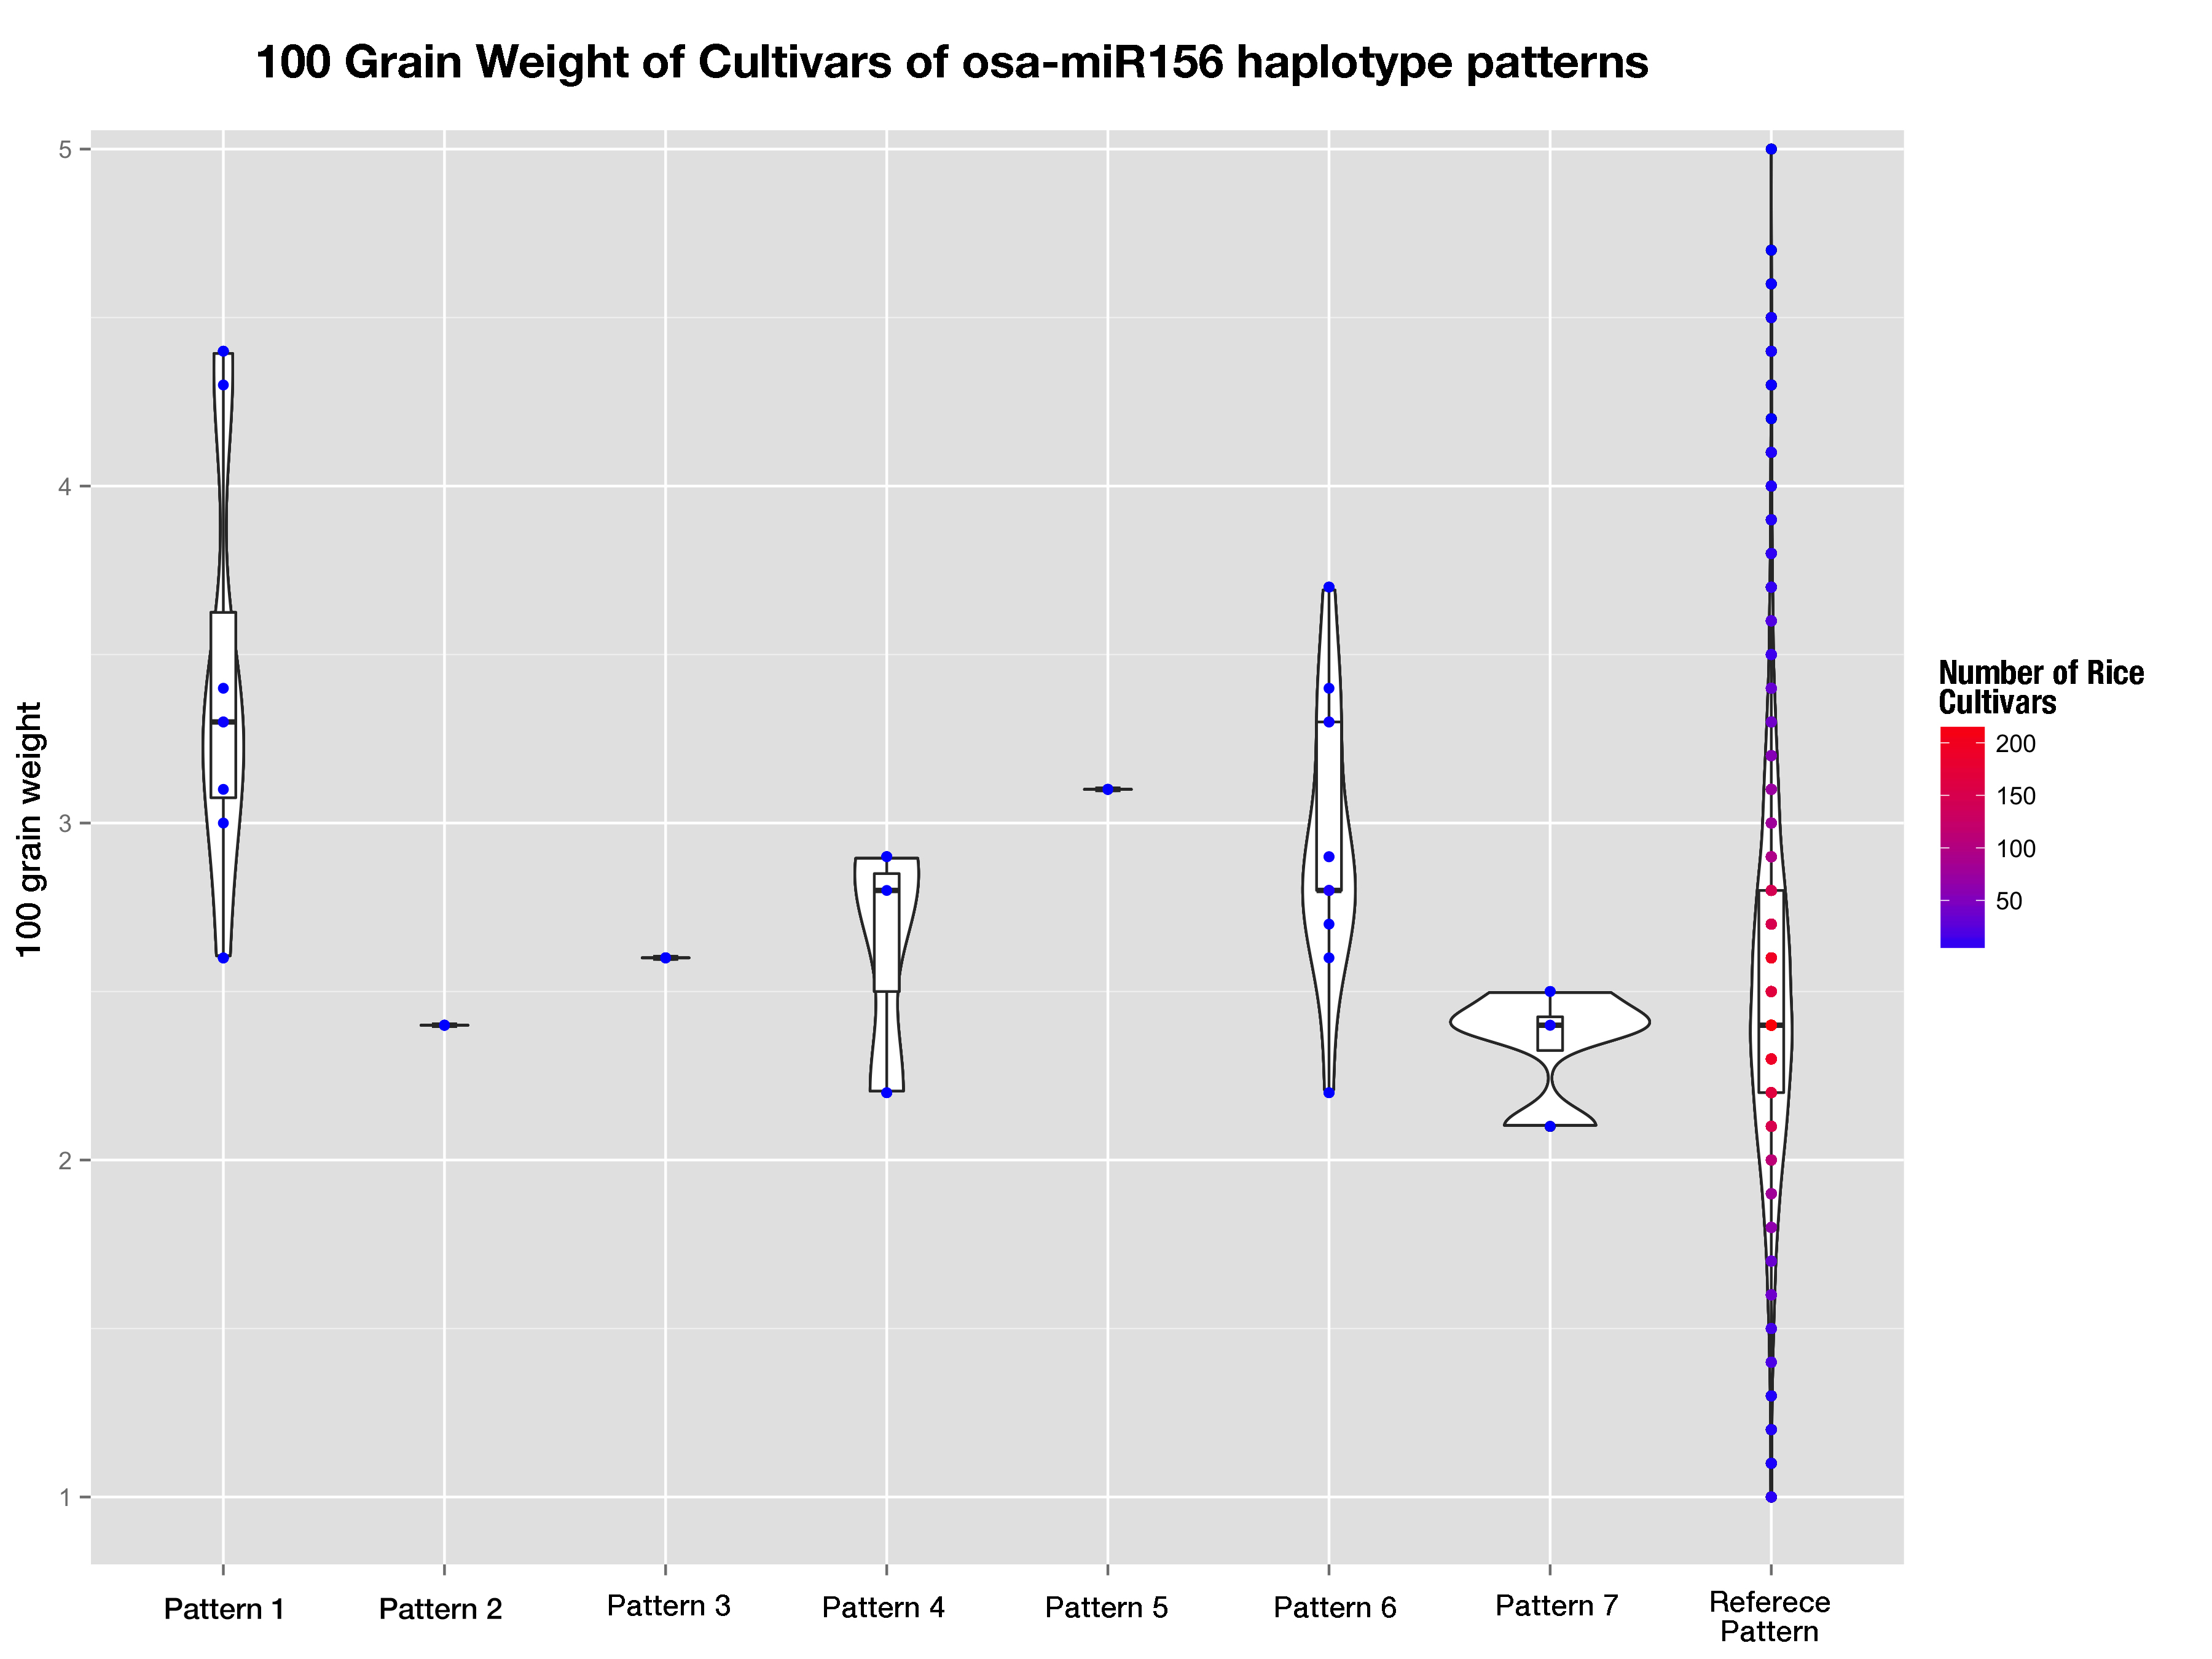 100 Grain Weight of Cultivars of osa-miR156 haplotype patterns
5
4
3
2
1
100 grain weight
Pattern 1
Pattern 2
Pattern 3
Pattern 4
Pattern 5
Pattern 6
Pattern 7
Referece
Pattern
Number of Rice
Cultivars
200
150
100
50